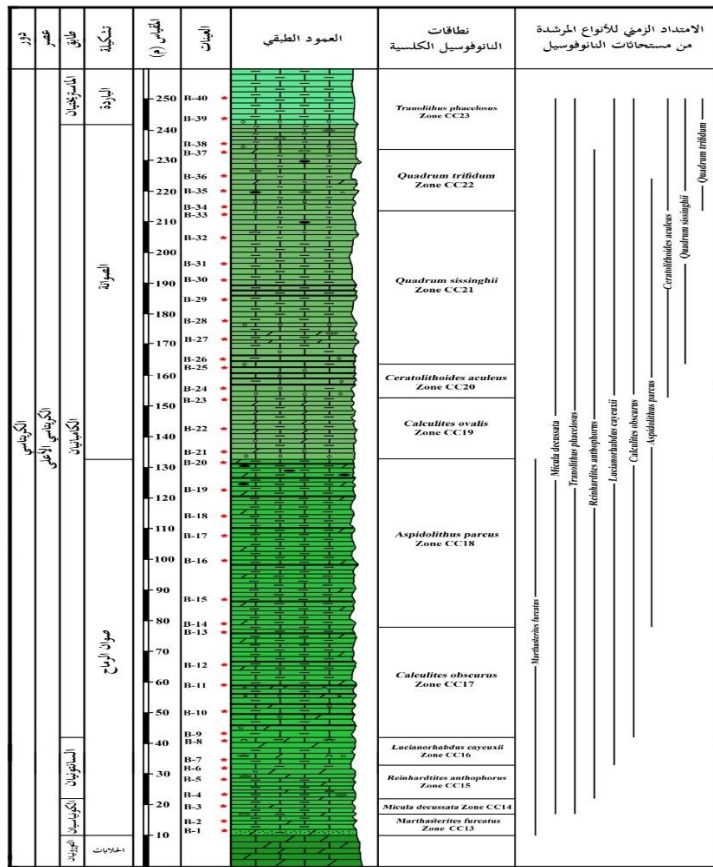 دور
عصر
طابق
تشكيلة
المقياس (م)
العينات
العمود الطبقي
نطاقات
النانوفوسيل الكلسية
الامتداد الزمني للأنواع المرشدة
من مستحاثات النانوفوسيل
الكريتاسي
الكريتاسي الأعلى
الماستريختيان
الكامبانيان
السانتونيان
الكونياسيان
التورونيان
الباردة
الصوانة
صوان الرماح
الحلابات
250
240
230
220
210
200
190
180
170
160
150
140
130
120
110
100
90
80
70
60
50
40
30
20
10
B-40
B-39
B-38
B-37
B-36
B-35
B-34
B-33
B-32
B-31
B-30
B-29
B-28
B-27
B-26
B-25
B-24
B-23
B-22
B-21
B-20
B-19
B-18
B-17
B-16
B-15
B-14
B-13
B-12
B-11
B-10
B-9
B-8
B-7
B-6
B-5
B-4
B-3
B-2
B-1
Tranolithus phacelosus
Zone CC23
Quadrum trifidum
Zone CC22
Quadrum sissinghii
Zone CC21
Ceratolithoides aculeus
Zone CC20
Calculites ovalis
Zone CC19
Aspidolithus parcus
Zone CC18
Calculites obscurus
Zone CC17
Lucianorhabdus cayeuxii
Zone CC16
Reinhardtites anthophorus
Zone CC15
Micula decussata Zone CC14
Marthasterites furcatus
Zone CC13
Marthasterites furcatus
Micula decussata
Tranolithus phacelosus
Reinhardites anthophorus
Lucianorhabdus cayeuxii
Calculites obscurus
Aspidolithus parcus
Ceratolithoides aculeus
Quadrum sissinghii
Quadrum trifidum